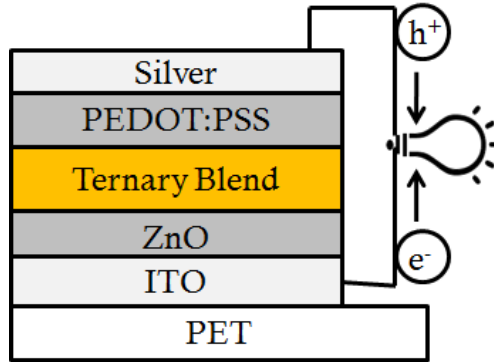 Silver
PEDOT:PSS
Ternary Blend
ZnO
ITO
PET
h⁺
e⁻